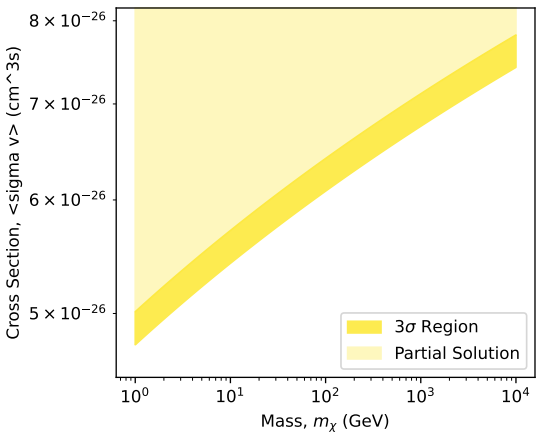 8 × 10⁻²⁶
7 × 10⁻²⁶
6 × 10⁻²⁶
5 × 10⁻²⁶
Cross Section, <sigma v> (cm^3s)
3σ Region
Partial Solution
10⁰ 10¹ 10² 10³ 10⁴
Mass, mχ (GeV)